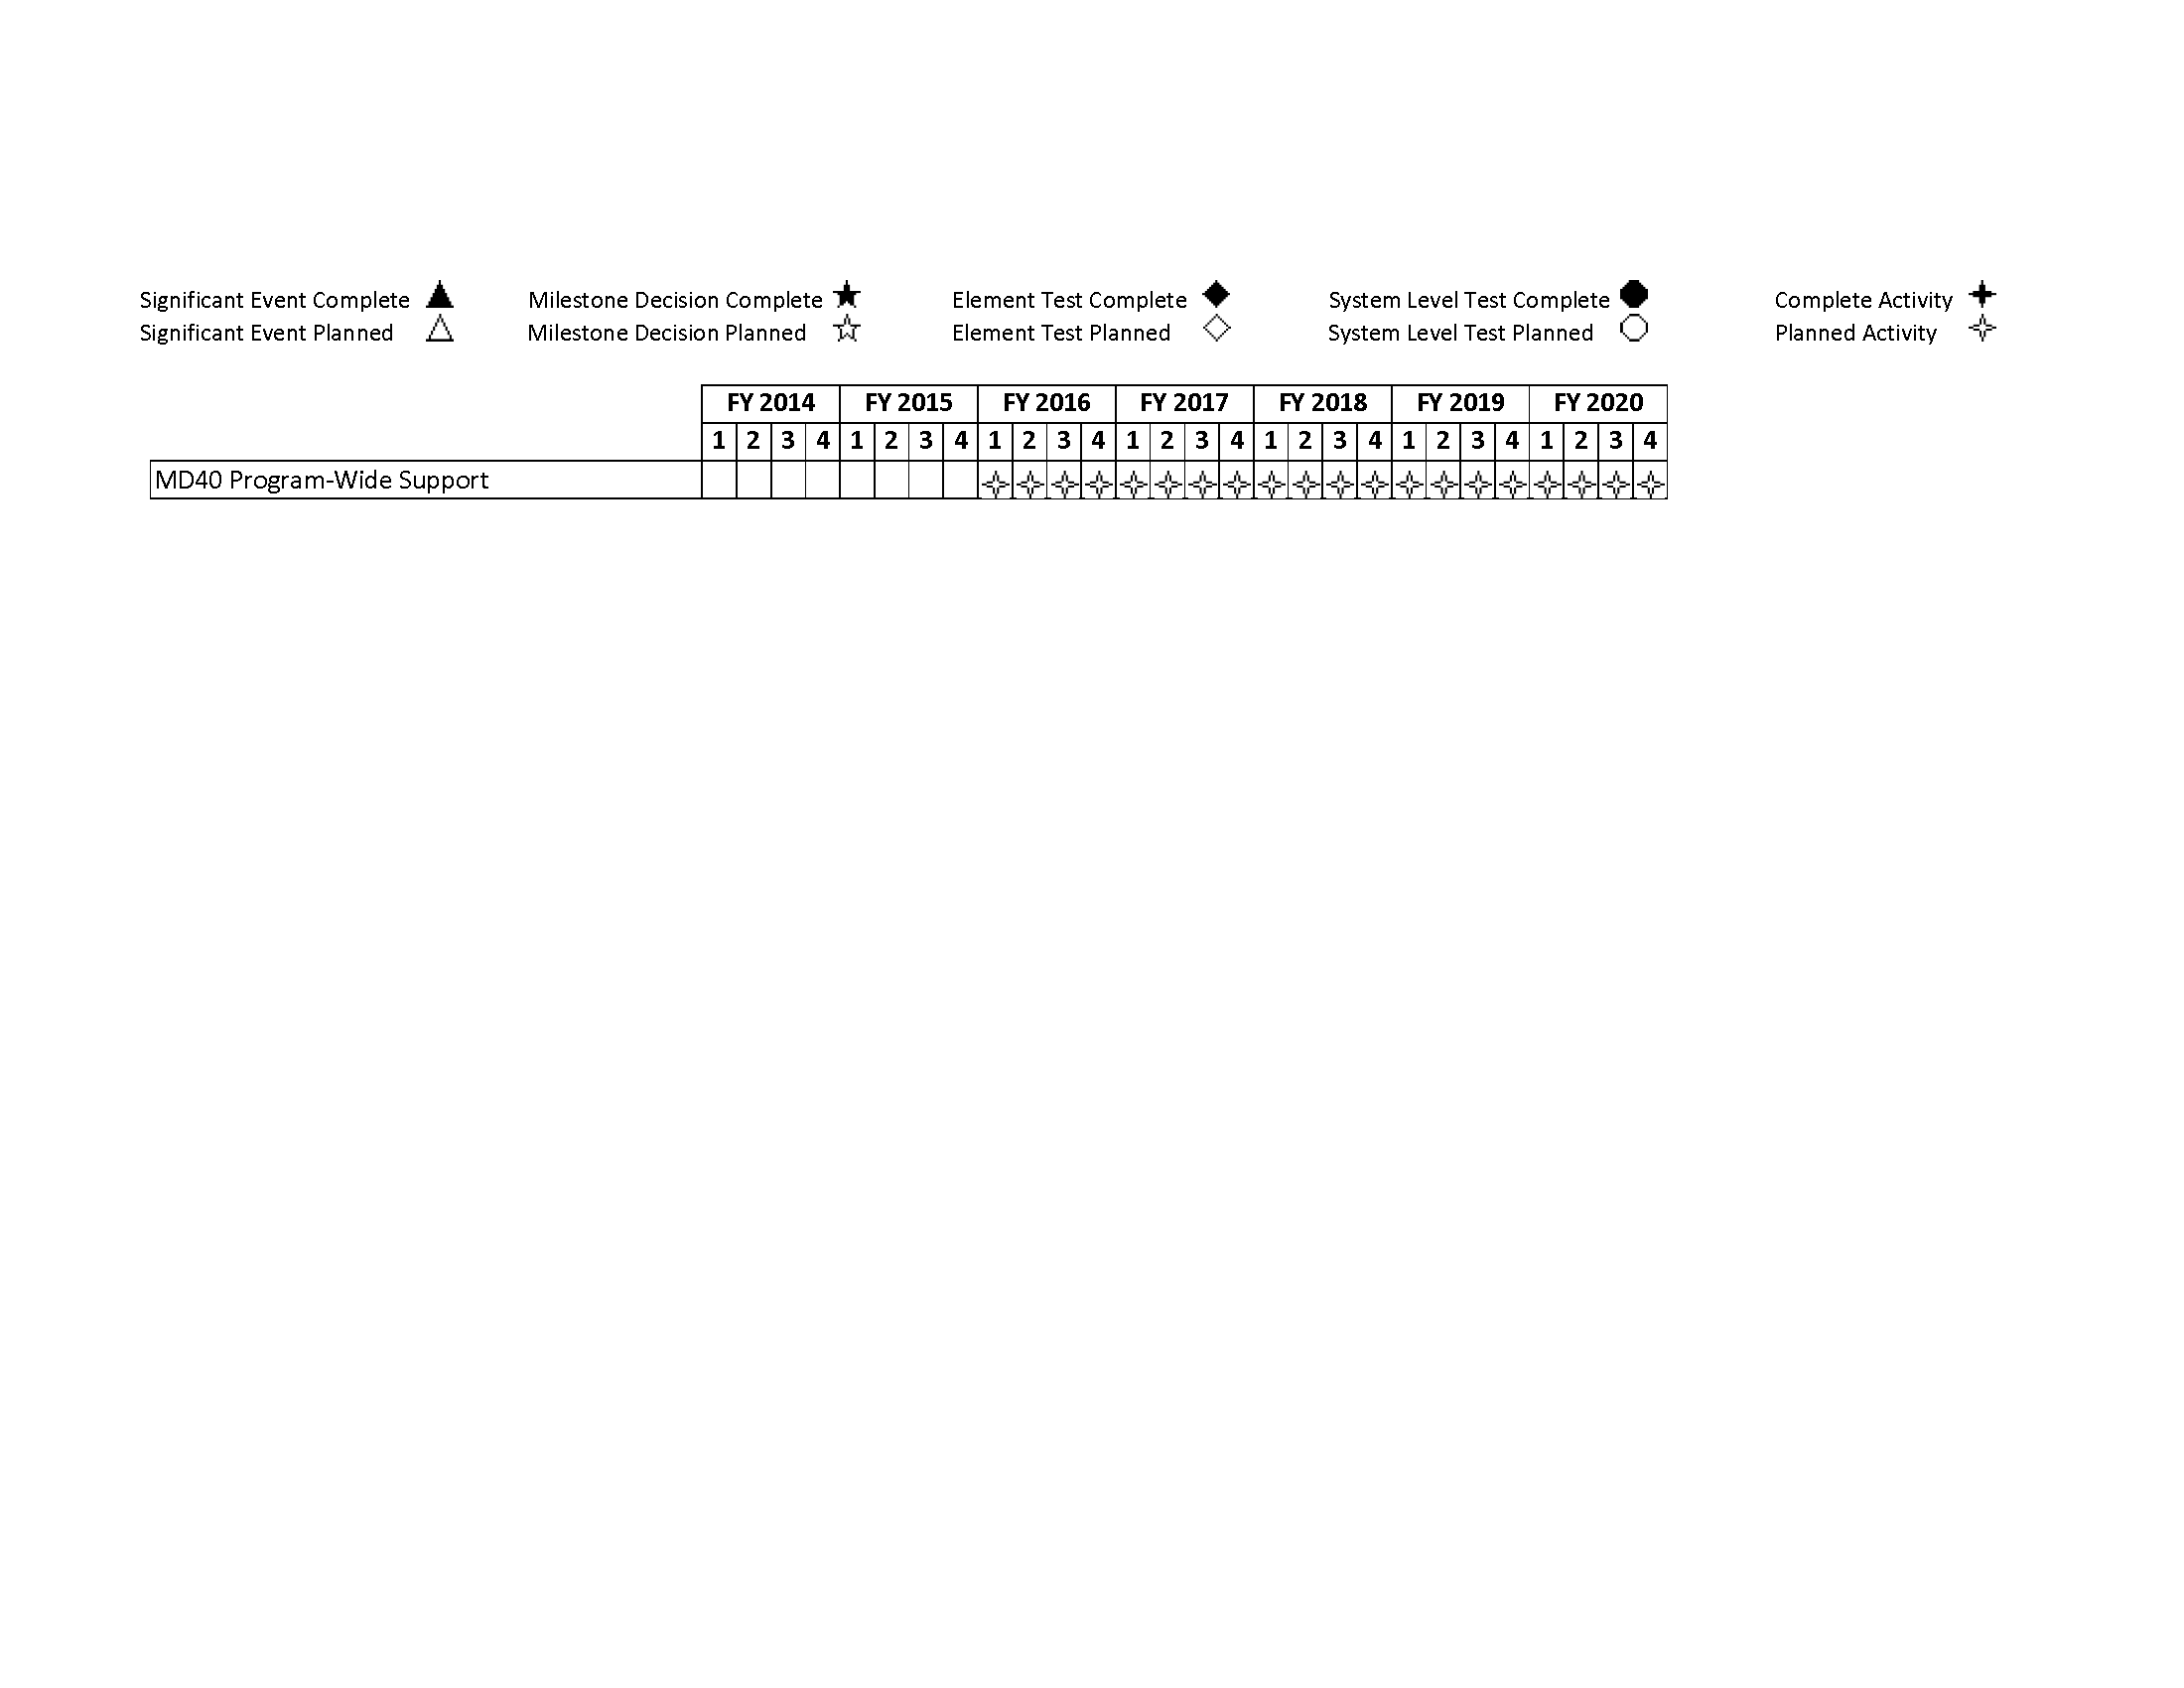 Significant Event Complete Milestone Decision Complete Element Test Complete System Level Test Complete Complete Activity
Significant Event Planned Milestone Decision Planned Element Test Planned System Level Test Planned Planned Activity
FY 2014 FY 2015 FY 2016 FY 2017 FY 2018 FY 2019 FY 2020
1 2 3 4 1 2 3 4 1 2 3 4 1 2 3 4 1 2 3 4 1 2 3 4 1 2 3 4
MD40 Program-Wide Support